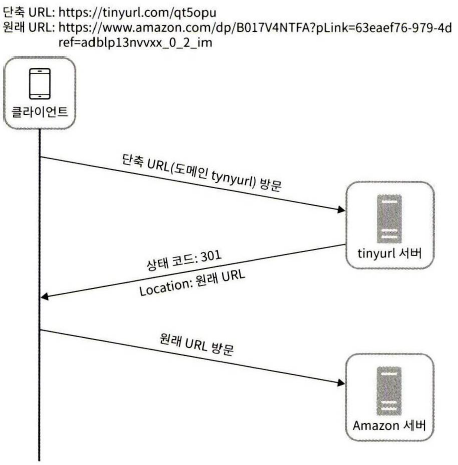 단축 URL: https://tinyurl.com/qt5opu
원래 URL: https://www.amazon.com/dp/B017V4NTFA?pLink=63eaef76-979-4d
ref=adblp13nvvxx_0_2_im
클라이언트
단축 URL(도메인 tynyurl) 방문
tinyurl 서버
상태 코드: 301
Location: 원래 URL
원래 URL 방문
Amazon 서버